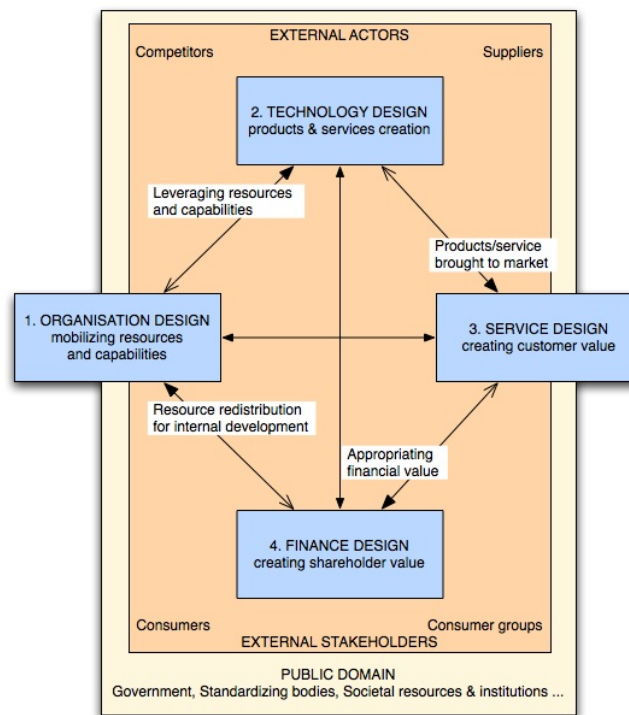 EXTERNAL ACTORS
Competitors
Suppliers
2. TECHNOLOGY DESIGN
products & services creation
Leveraging resources
and capabilities
Products/service
brought to market
1. ORGANISATION DESIGN
mobilizing resources
and capabilities
3. SERVICE DESIGN
creating customer value
Resource redistribution
for internal development
Appropriating
financial value
4. FINANCE DESIGN
creating shareholder value
Consumers
Consumer groups
EXTERNAL STAKEHOLDERS
PUBLIC DOMAIN
Government, Standardizing bodies, Societal resources & institutions ...